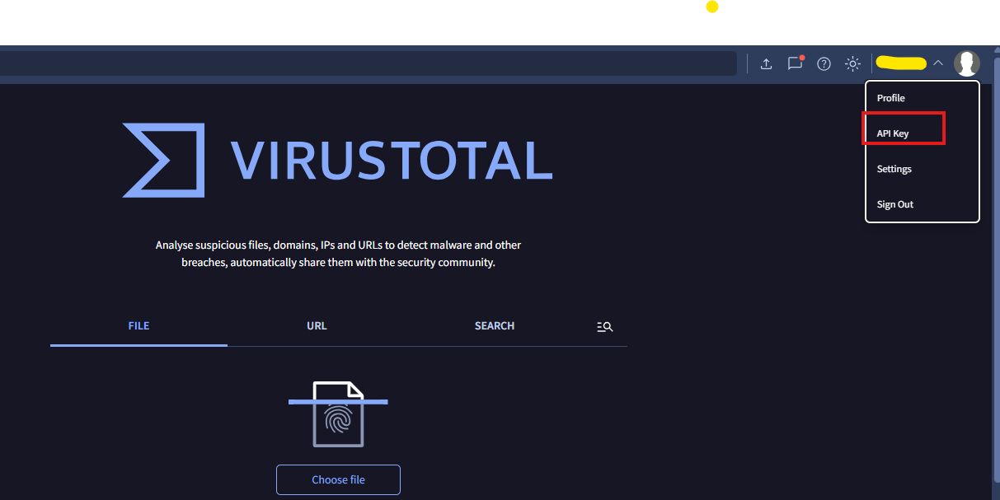 Profile
API Key
Settings
Sign Out
VIRUSTOTAL
Analyse suspicious files, domains, IPs and URLs to detect malware and other
breaches, automatically share them with the security community.
FILE
URL
SEARCH
Choose file